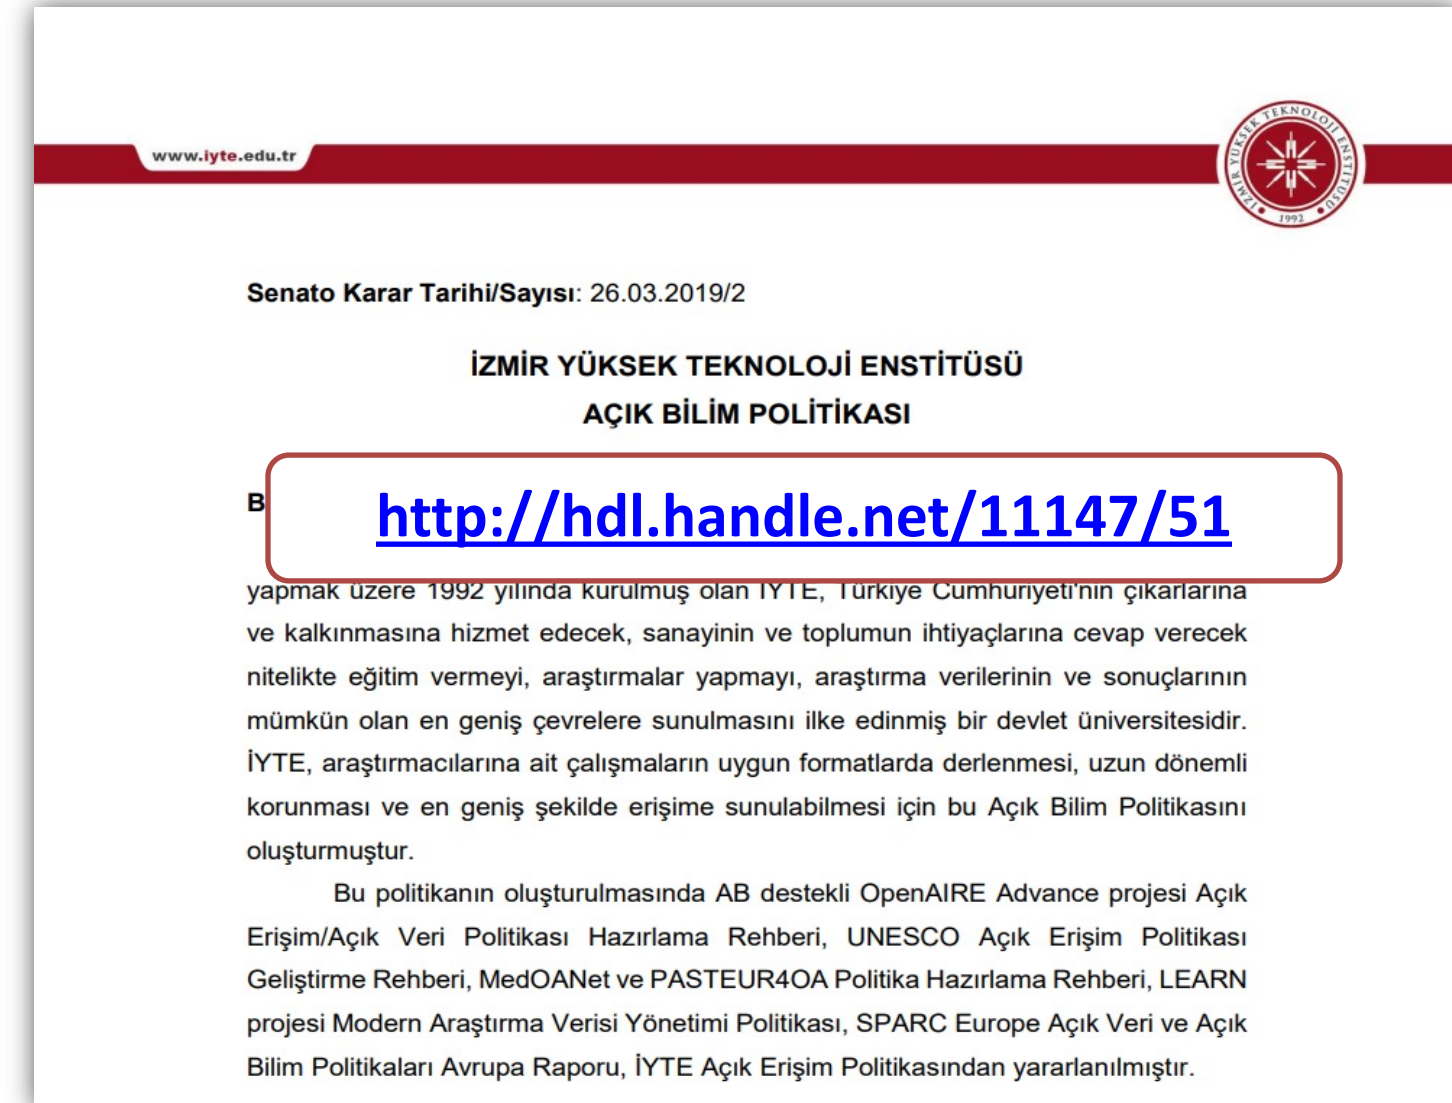 www.iyte.edu.tr
İZMİR YÜKSEK TEKNOLOJİ ENSTİTÜSÜ
1992
Senato Karar Tarihi/Sayısı: 26.03.2019/2
İZMİR YÜKSEK TEKNOLOJİ ENSTİTÜSÜ
AÇIK BİLİM POLİTİKASI
B
http://hdl.handle.net/11147/51
yapmak üzere 1992 yılında kurulmuş olan İYTE, Türkiye Cumhuriyeti'nin çıkarlarına
ve kalkınmasına hizmet edecek, sanayinin ve toplumun ihtiyaçlarına cevap verecek
nitelikte eğitim vermeyi, araştırmalar yapmayı, araştırma verilerinin ve sonuçlarının
mümkün olan en geniş çevrelere sunulmasını ilke edinmiş bir devlet üniversitesidir.
İYTE, araştırmacılarına ait çalışmaların uygun formatlarda derlenmesi, uzun dönemli
korunması ve en geniş şekilde erişime sunulabilmesi için bu Açık Bilim Politikasını
oluşturmuştur.
Bu politikanın oluşturulmasında AB destekli OpenAIRE Advance projesi Açık
Erişim/Açık Veri Politikası Hazırlama Rehberi, UNESCO Açık Erişim Politikası
Geliştirme Rehberi, MedOANet ve PASTEUR4OA Politika Hazırlama Rehberi, LEARN
projesi Modern Araştırma Verisi Yönetimi Politikası, SPARC Europe Açık Veri ve Açık
Bilim Politikaları Avrupa Raporu, İYTE Açık Erişim Politikasından yararlanılmıştır.